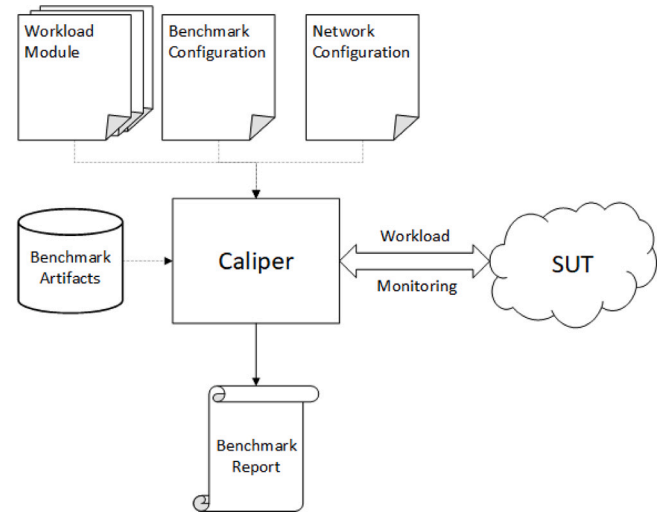 Workload
Module
Benchmark
Configuration
Network
Configuration
Benchmark
Artifacts
Caliper
Workload
Monitoring
SUT
Benchmark
Report